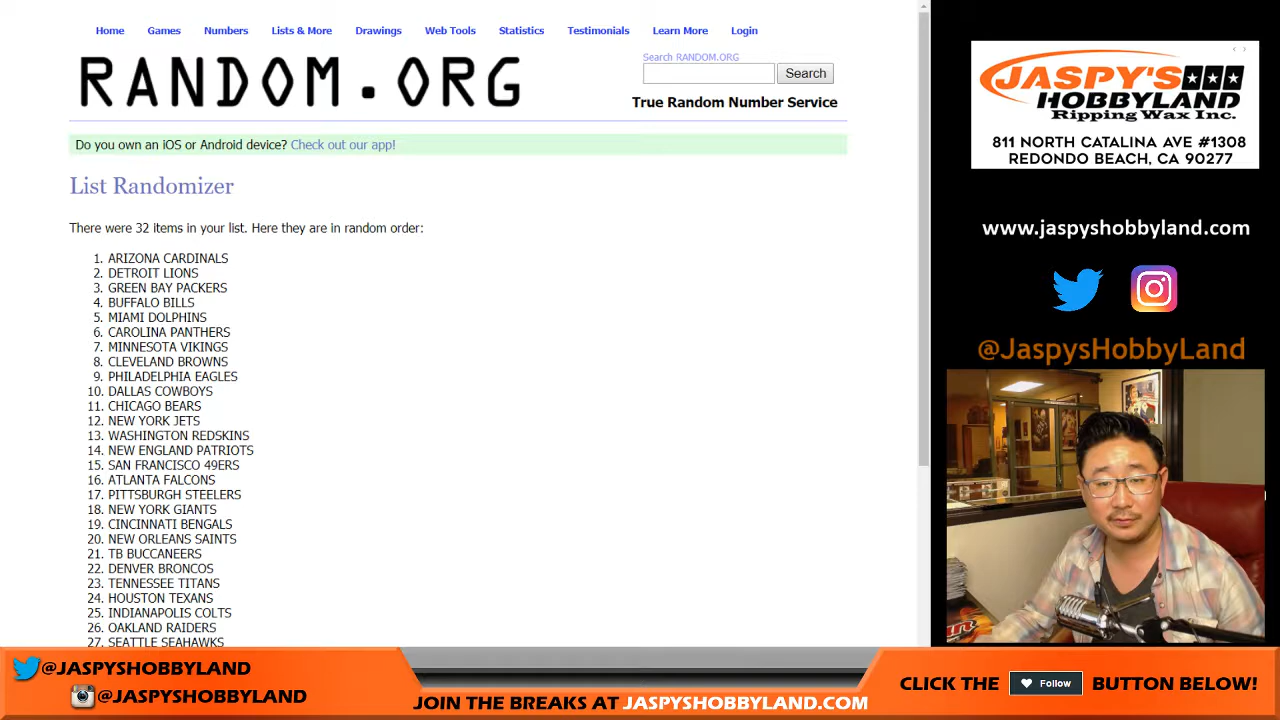 Home Games Numbers Lists & More Drawings Web Tools Statistics Testimonials Learn More Login
RANDOM.ORG
Search RANDOM.ORG
Search
True Random Number Service
Do you own an iOS or Android device? Check out our app!
List Randomizer
There were 32 items in your list. Here they are in random order:
1. ARIZONA CARDINALS
2. DETROIT LIONS
3. GREEN BAY PACKERS
4. BUFFALO BILLS
5. MIAMI DOLPHINS
6. CAROLINA PANTHERS
7. MINNESOTA VIKINGS
8. CLEVELAND BROWNS
9. PHILADELPHIA EAGLES
10. DALLAS COWBOYS
11. CHICAGO BEARS
12. NEW YORK JETS
13. WASHINGTON REDSKINS
14. NEW ENGLAND PATRIOTS
15. SAN FRANCISCO 49ERS
16. ATLANTA FALCONS
17. PITTSBURGH STEELERS
18. NEW YORK GIANTS
19. CINCINNATI BENGALS
20. NEW ORLEANS SAINTS
21. TB BUCCANEERS
22. DENVER BRONCOS
23. TENNESSEE TITANS
24. HOUSTON TEXANS
25. INDIANAPOLIS COLTS
26. OAKLAND RAIDERS
27. SEATTLE SEAHAWKS
JASPY'S
HOBBYLAND
Ripping Wax Inc.
811 NORTH CATALINA AVE #1308
REDONDO BEACH, CA 90277
www.jaspyshobbyland.com
@JaspysHobbyLand
@JASPYSHOBBYLAND
@JASPYSHOBBYLAND
JOIN THE BREAKS AT JASPYSHOBBYLAND.COM
CLICK THE Follow BUTTON BELOW!